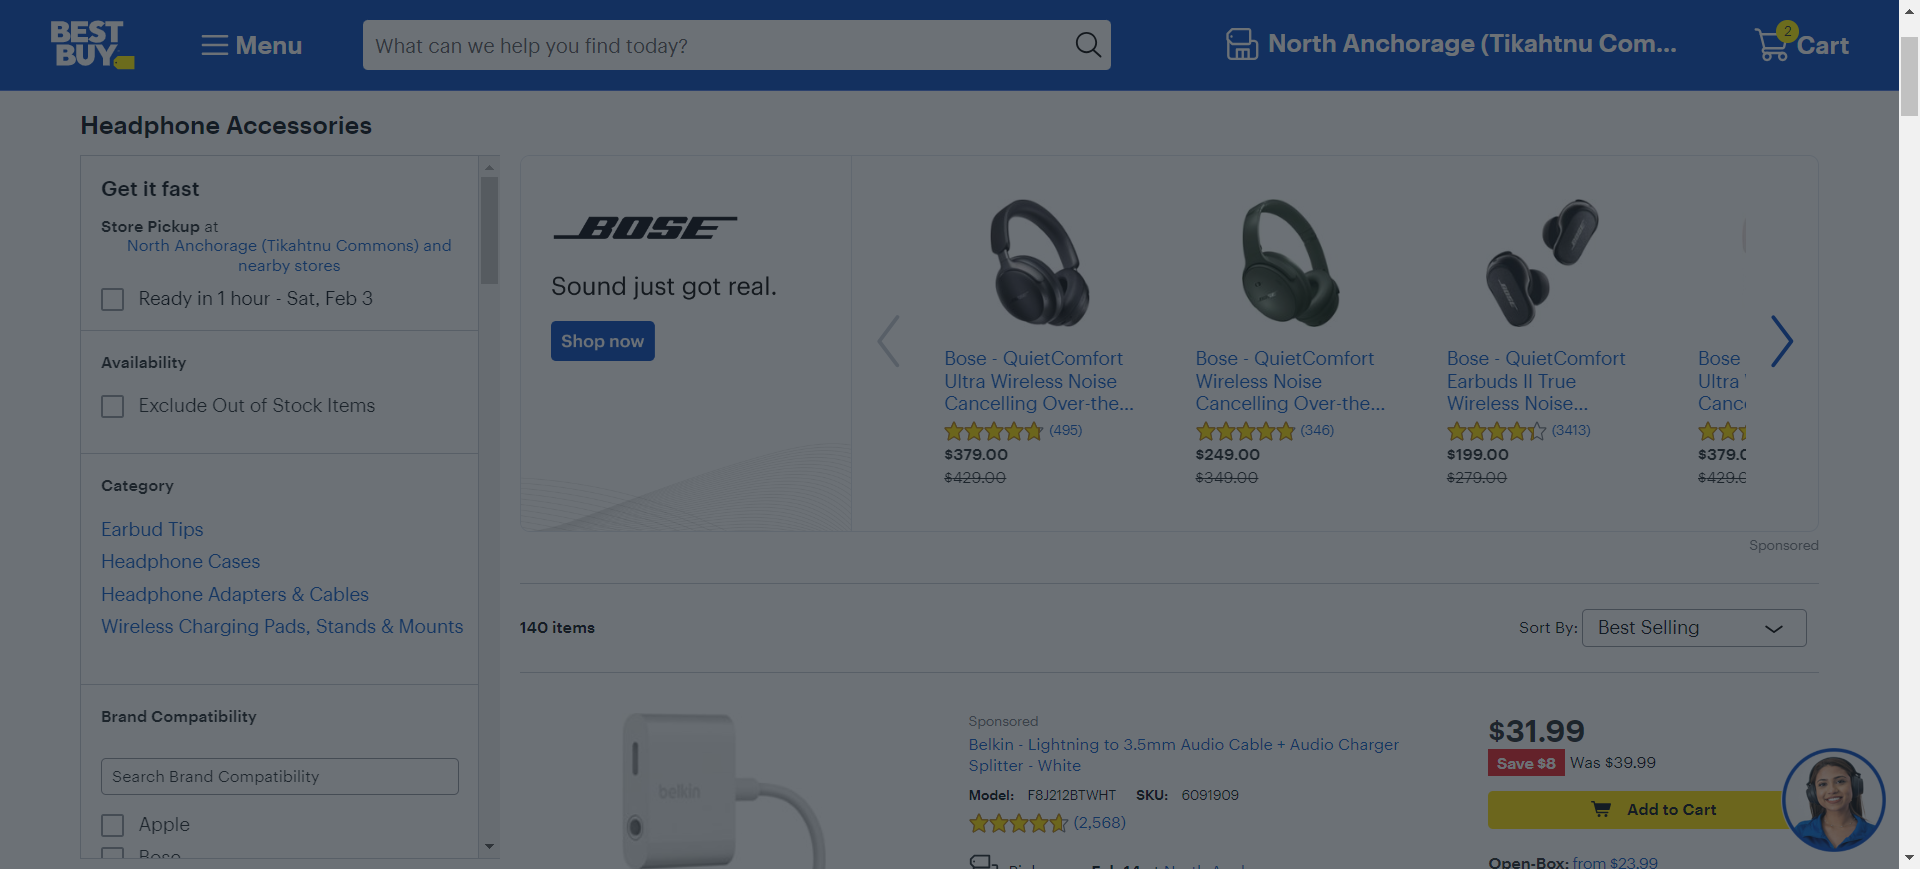 BEST
BUY
Menu
What can we help you find today?
North Anchorage (Tikahtnu Com...
2
Cart
Headphone Accessories
Get it fast
Store Pickup at
North Anchorage (Tikahtnu Commons) and
nearby stores
Ready in 1 hour - Sat, Feb 3
Availability
Exclude Out of Stock Items
Category
Earbud Tips
Headphone Cases
Headphone Adapters & Cables
Wireless Charging Pads, Stands & Mounts
Brand Compatibility
Search Brand Compatibility
Apple
Bose
BOSE
Sound just got real.
Shop now
Bose - QuietComfort
Ultra Wireless Noise
Cancelling Over-the...
(495)
$379.00
$429.00
Bose - QuietComfort
Wireless Noise
Cancelling Over-the...
(346)
$249.00
$349.00
Bose - QuietComfort
Earbuds II True
Wireless Noise...
(3413)
$199.00
$279.00
Bose
Ultra
Canc
$379.0
$429.0
Sponsored
140 items
Sort By:
Best Selling
belkin
Sponsored
Belkin - Lightning to 3.5mm Audio Cable + Audio Charger
Splitter - White
Model: F8J212BTWHT SKU: 6091909
(2,568)
$31.99
Save $8 Was $39.99
Add to Cart
Open-Box: from $23.99